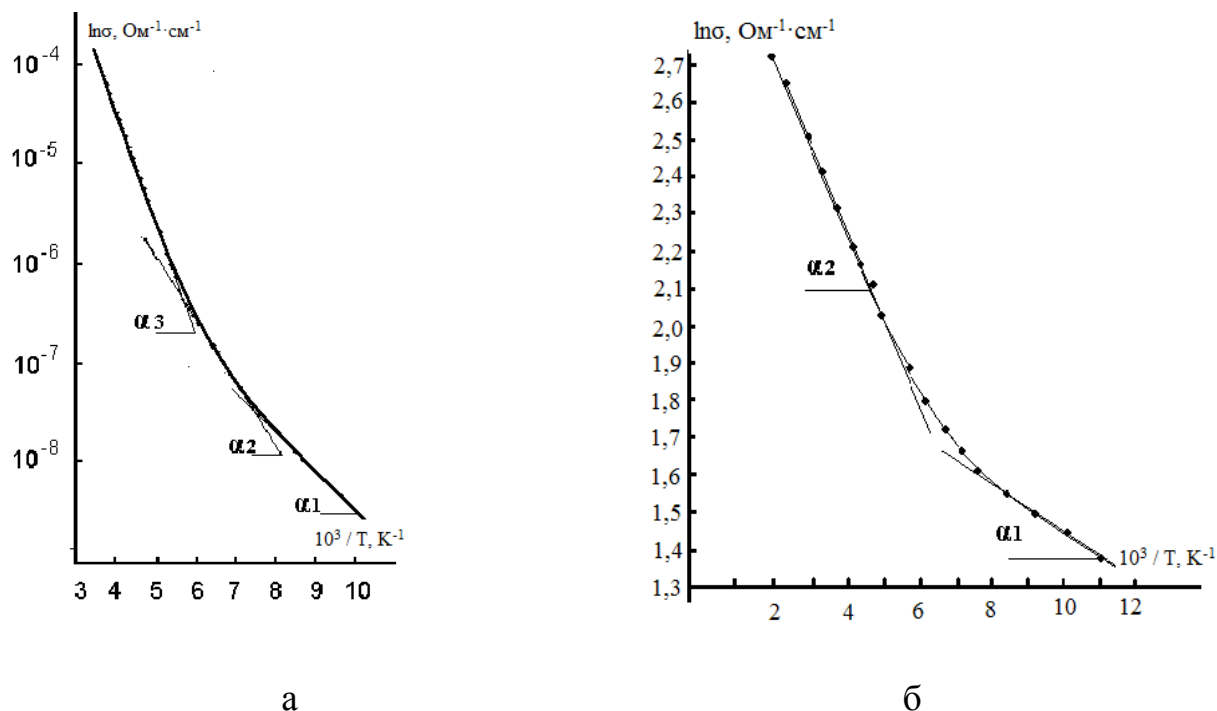 lnσ, Ом⁻¹·см⁻¹
10⁻⁴
10⁻⁵
10⁻⁶
10⁻⁷
10⁻⁸
α3
α2
α1
10³ / T, K⁻¹
3 4 5 6 7 8 9 10
а
lnσ, Ом⁻¹·см⁻¹
2,7
2,6
2,5
2,4
2,3
2,2
2,1
2,0
1,9
1,8
1,7
1,6
1,5
1,4
1,3
α2
α1
10³ / T, K⁻¹
2 4 6 8 10 12
б